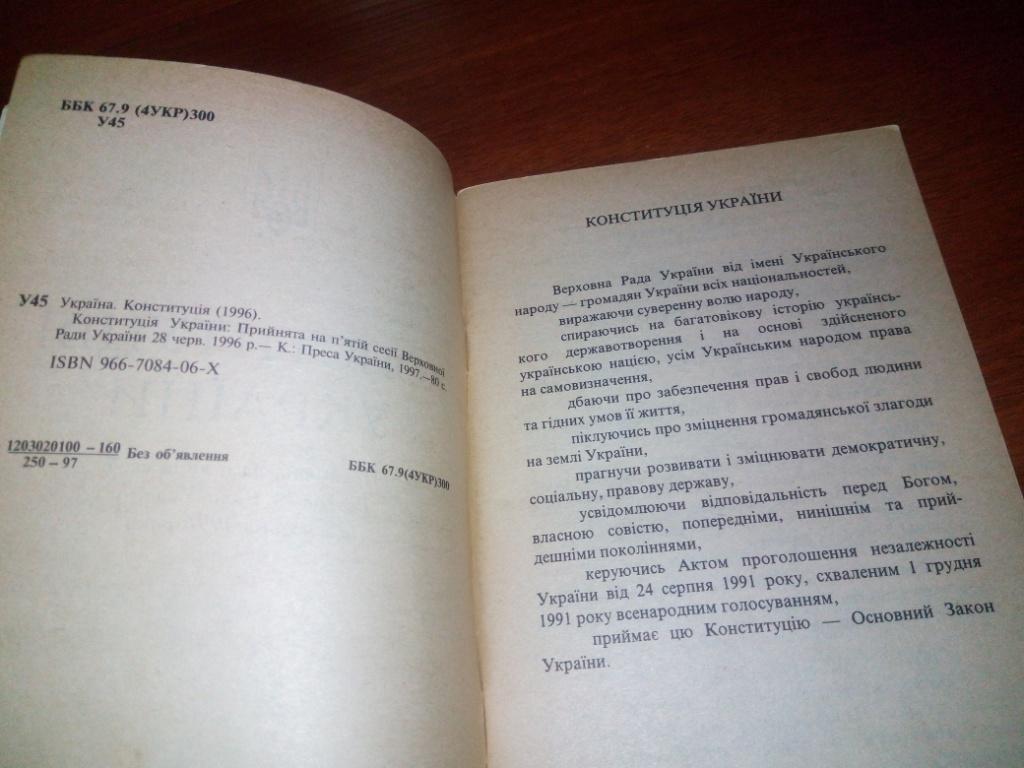 ББК 67.9 (4УКР)300
У45
У45 Україна. Конституція (1996).
Конституція України: Прийнята на п'ятій сесії Верховної
Ради України 28 черв. 1996 р.— К.: Преса України, 1997.—80 с.
ISBN 966-7084-06-X
1203020100 – 160
250 – 97
Без об'явлення
ББК 67.9(4УКР)300
КОНСТИТУЦІЯ УКРАЇНИ
Верховна Рада України від імені Українського
народу — громадян України всіх національностей,
виражаючи суверенну волю народу,
спираючись на багатовікову історію українсь-
кого державотворення і на основі здійсненого
українською нацією, усім Українським народом права
на самовизначення,
дбаючи про забезпечення прав і свобод людини
та гідних умов її життя,
піклуючись про зміцнення громадянської злагоди
на землі України,
прагнучи розвивати і зміцнювати демократичну,
соціальну, правову державу,
усвідомлюючи відповідальність перед Богом,
власною совістю, попередніми, нинішнім та прий-
дешніми поколіннями,
керуючись Актом проголошення незалежності
України від 24 серпня 1991 року, схваленим 1 грудня
1991 року всенародним голосуванням,
приймає цю Конституцію — Основний Закон
України.